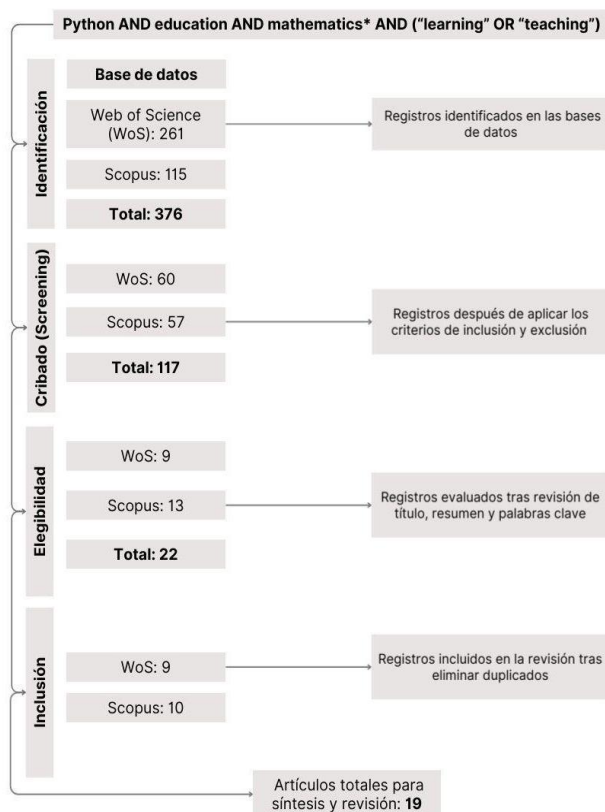 Python AND education AND mathematics* AND (“learning” OR “teaching”)
Identificación
Base de datos
Web of Science
(WoS): 261
Scopus: 115
Total: 376
Registros identificados en las bases
de datos
Cribado (Screening)
WoS: 60
Scopus: 57
Total: 117
Registros después de aplicar los
criterios de inclusión y exclusión
Elegibilidad
WoS: 9
Scopus: 13
Total: 22
Registros evaluados tras revisión de
título, resumen y palabras clave
Inclusión
WoS: 9
Scopus: 10
Registros incluidos en la revisión tras
eliminar duplicados
Artículos totales para
síntesis y revisión: 19